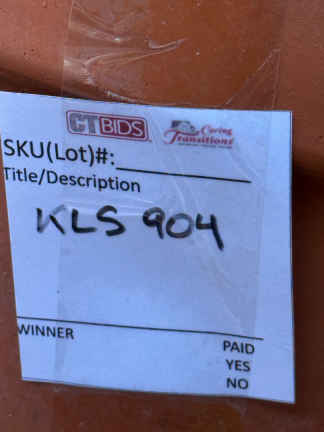 CTBIDS Caring Transitions
SKU(Lot)#:
Title/Description
KLS 904
WINNER
PAID
YES
NO